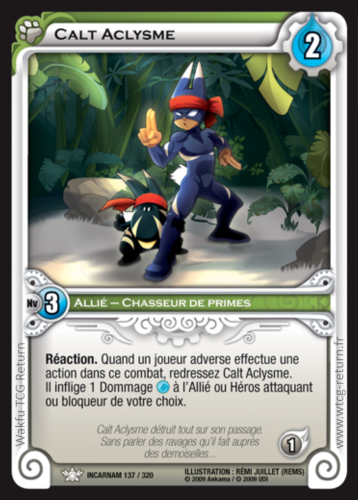 Calt Aclysme
2
Nv 3 Allié – Chasseur de primes
Réaction. Quand un joueur adverse effectue une
action dans ce combat, redressez Calt Aclysme.
Il inflige 1 Dommage à l'Allié ou Héros attaquant
ou bloqueur de votre choix.
Calt Aclysme détruit tout sur son passage.
Sans parler des ravages qu'il fait auprès
des demoiselles...
1
INCARNAM 137 / 320
ILLUSTRATION : RÉMI JUILLET (REMS)
© 2009 Ankama / © 2009 UDI
Wakfu TCG Return
www.wtcg-return.fr